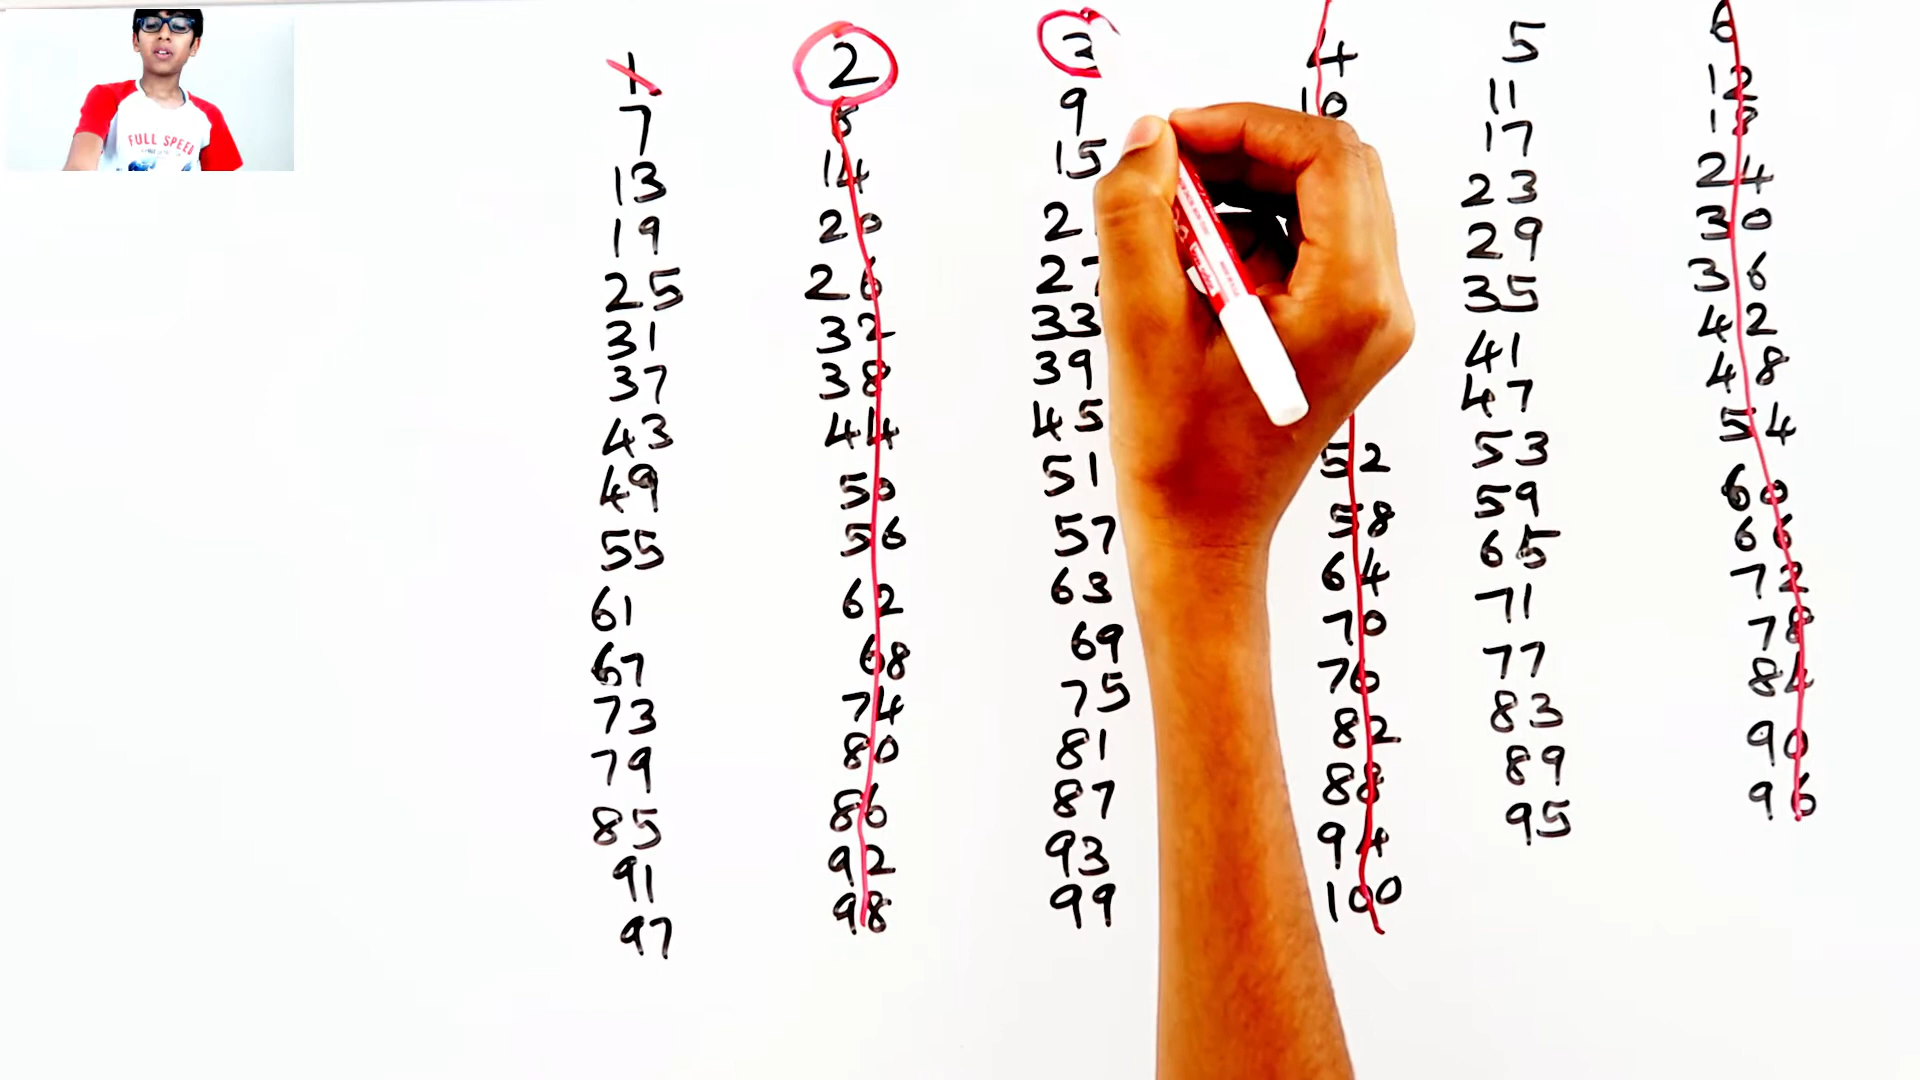 FULL SPEED
1 2 3 4 5 6
7 8 9 10 11 12
13 14 15 17 18
19 20 23 24
25 26 27 29 30
31 32 33 35 36
37 38 39 41 42
43 44 45 47 48
49 50 51 52 53 54
55 56 57 58 59 60
61 62 63 64 65 66
67 68 69 70 71 72
73 74 75 76 77 78
79 80 81 82 83 84
85 86 87 88 89 90
91 92 93 94 95 96
97 98 99 100